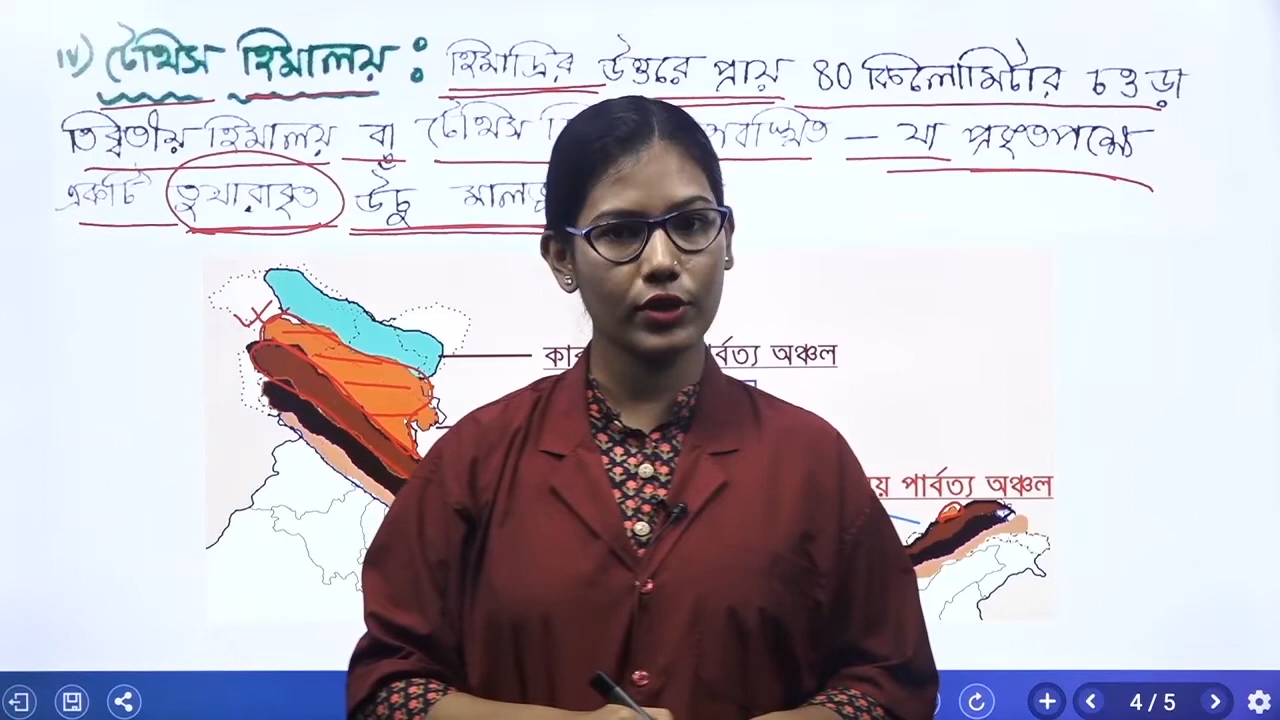 iv) টেথিস হিমালয় : হিমাদ্রির উত্তরে প্রায় 80 কিলোমিটার চওড়া
তিব্বতীয় হিমালয় বা টেথিস অবস্থিত — যা প্রকৃতপক্ষে
একটি তুষারাবৃত উঁচু
পার্বত্য অঞ্চল
পার্বত্য অঞ্চল
4 / 5